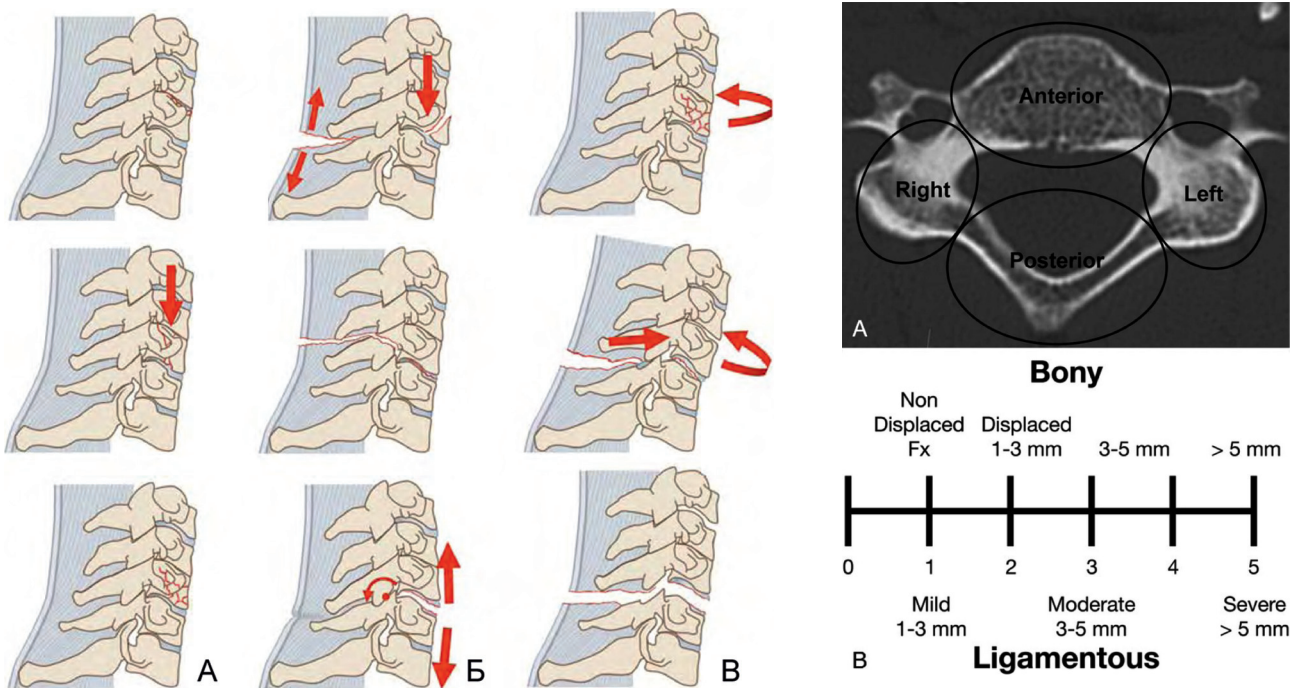 А
Б
В
Anterior
Right
Left
Posterior
A
Bony
Non
Displaced
Fx
Displaced
1-3 mm
3-5 mm
> 5 mm
0 1 2 3 4 5
Mild
1-3 mm
Moderate
3-5 mm
Severe
> 5 mm
B
Ligamentous